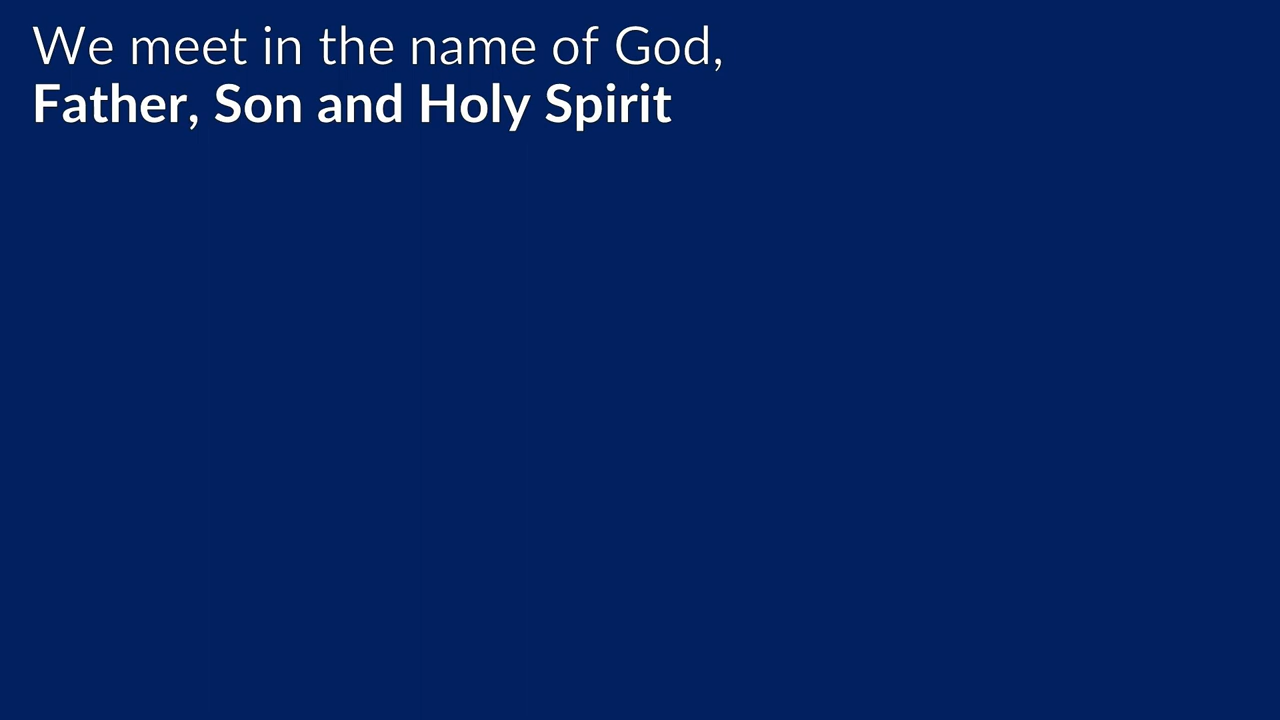 We meet in the name of God,
Father, Son and Holy Spirit